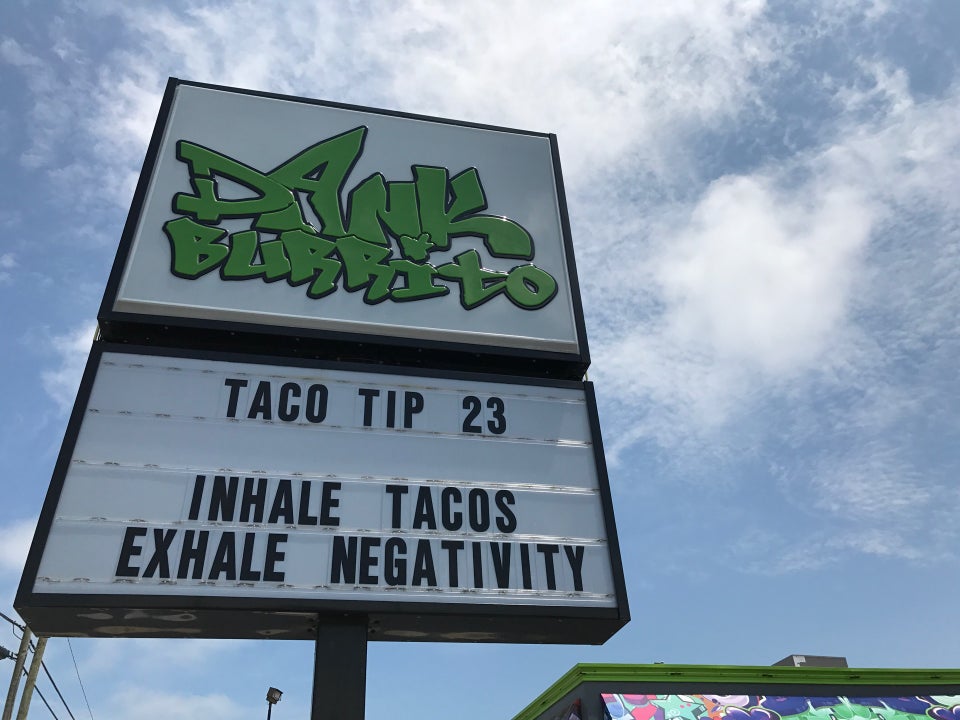 DANK
BURRITO
TACO TIP 23
INHALE TACOS
EXHALE NEGATIVITY